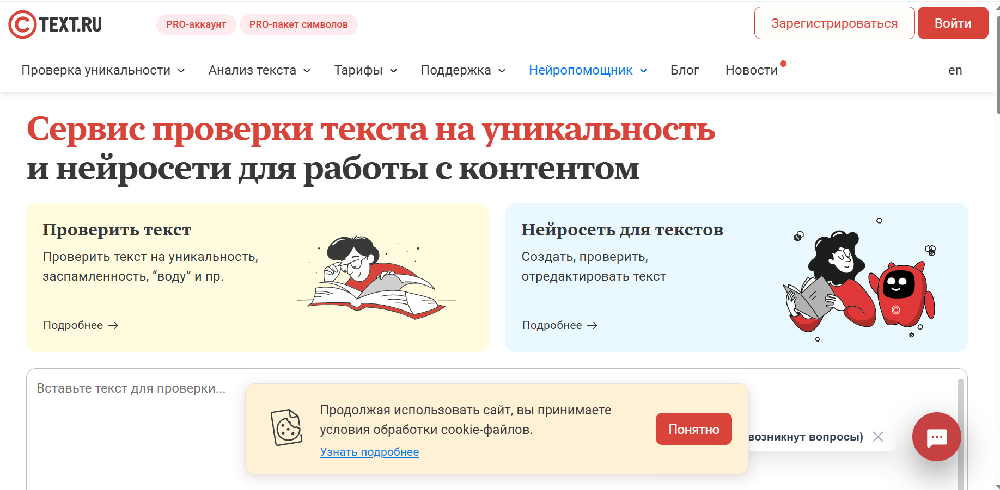 © TEXT.RU
PRO-аккаунт
PRO-пакет символов
Зарегистрироваться
Войти
Проверка уникальности
Анализ текста
Тарифы
Поддержка
Нейропомощник
Блог
Новости
en
Сервис проверки текста на уникальность
и нейросети для работы с контентом
Проверить текст
Проверить текст на уникальность,
заспамленность, “воду” и пр.
Подробнее →
Нейросеть для текстов
Создать, проверить,
отредактировать текст
Подробнее →
©
Вставьте текст для проверки...
Продолжая использовать сайт, вы принимаете
условия обработки cookie-файлов.
Узнать подробнее
Понятно
возникнут вопросы)